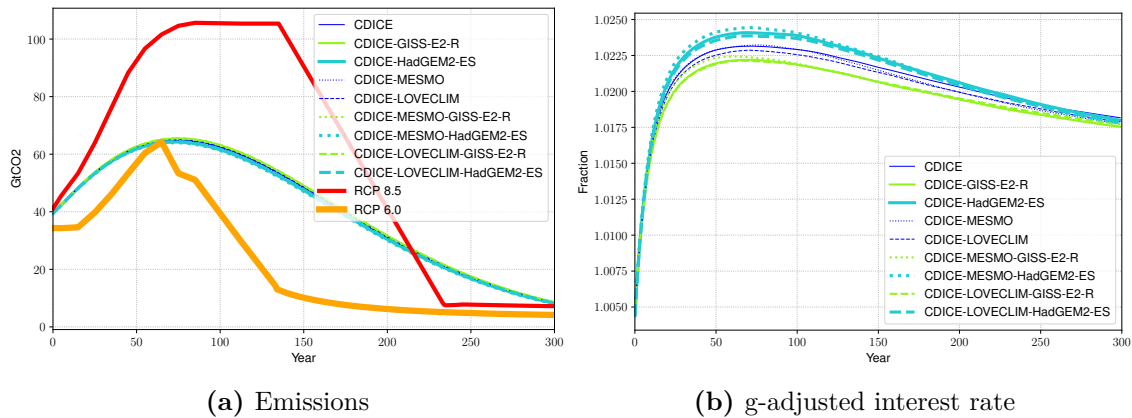 100
80
60
40
20
0
GtCO2
0
50
100
150
200
250
300
Year
CDICE
CDICE-GISS-E2-R
CDICE-HadGEM2-ES
CDICE-MESMO
CDICE-LOVECLIM
CDICE-MESMO-GISS-E2-R
CDICE-MESMO-HadGEM2-ES
CDICE-LOVECLIM-GISS-E2-R
CDICE-LOVECLIM-HadGEM2-ES
RCP 8.5
RCP 6.0
(a) Emissions
1.0250
1.0225
1.0200
1.0175
1.0150
1.0125
1.0100
1.0075
1.0050
Fraction
0
50
100
150
200
250
300
Year
CDICE
CDICE-GISS-E2-R
CDICE-HadGEM2-ES
CDICE-MESMO
CDICE-LOVECLIM
CDICE-MESMO-GISS-E2-R
CDICE-MESMO-HadGEM2-ES
CDICE-LOVECLIM-GISS-E2-R
CDICE-LOVECLIM-HadGEM2-ES
(b) g-adjusted interest rate